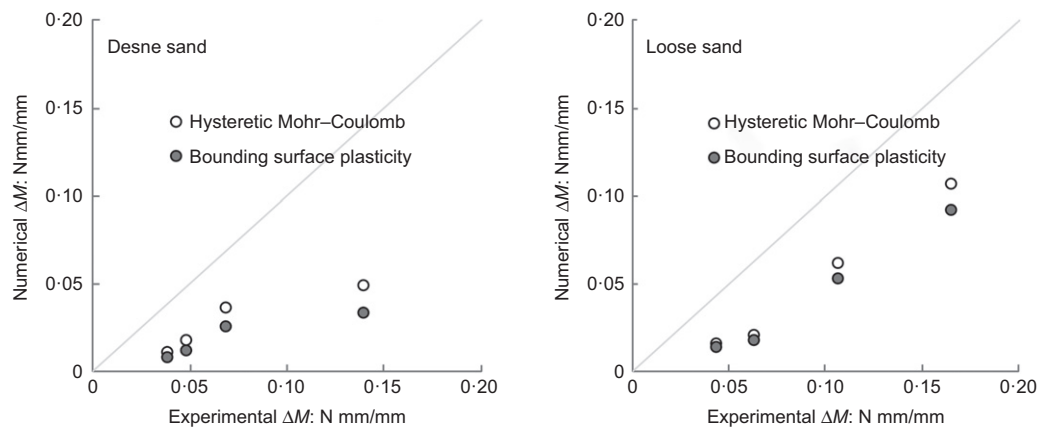 0·20
Desne sand
0·15
Hysteretic Mohr–Coulomb
Bounding surface plasticity
0·10
0·05
0
Numerical ΔM: Nmm/mm
0 0·05 0·10 0·15 0·20
Experimental ΔM: N mm/mm
0·20
Loose sand
0·15
Hysteretic Mohr–Coulomb
Bounding surface plasticity
0·10
0·05
0
Numerical ΔM: Nmm/mm
0 0·05 0·10 0·15 0·20
Experimental ΔM: N mm/mm